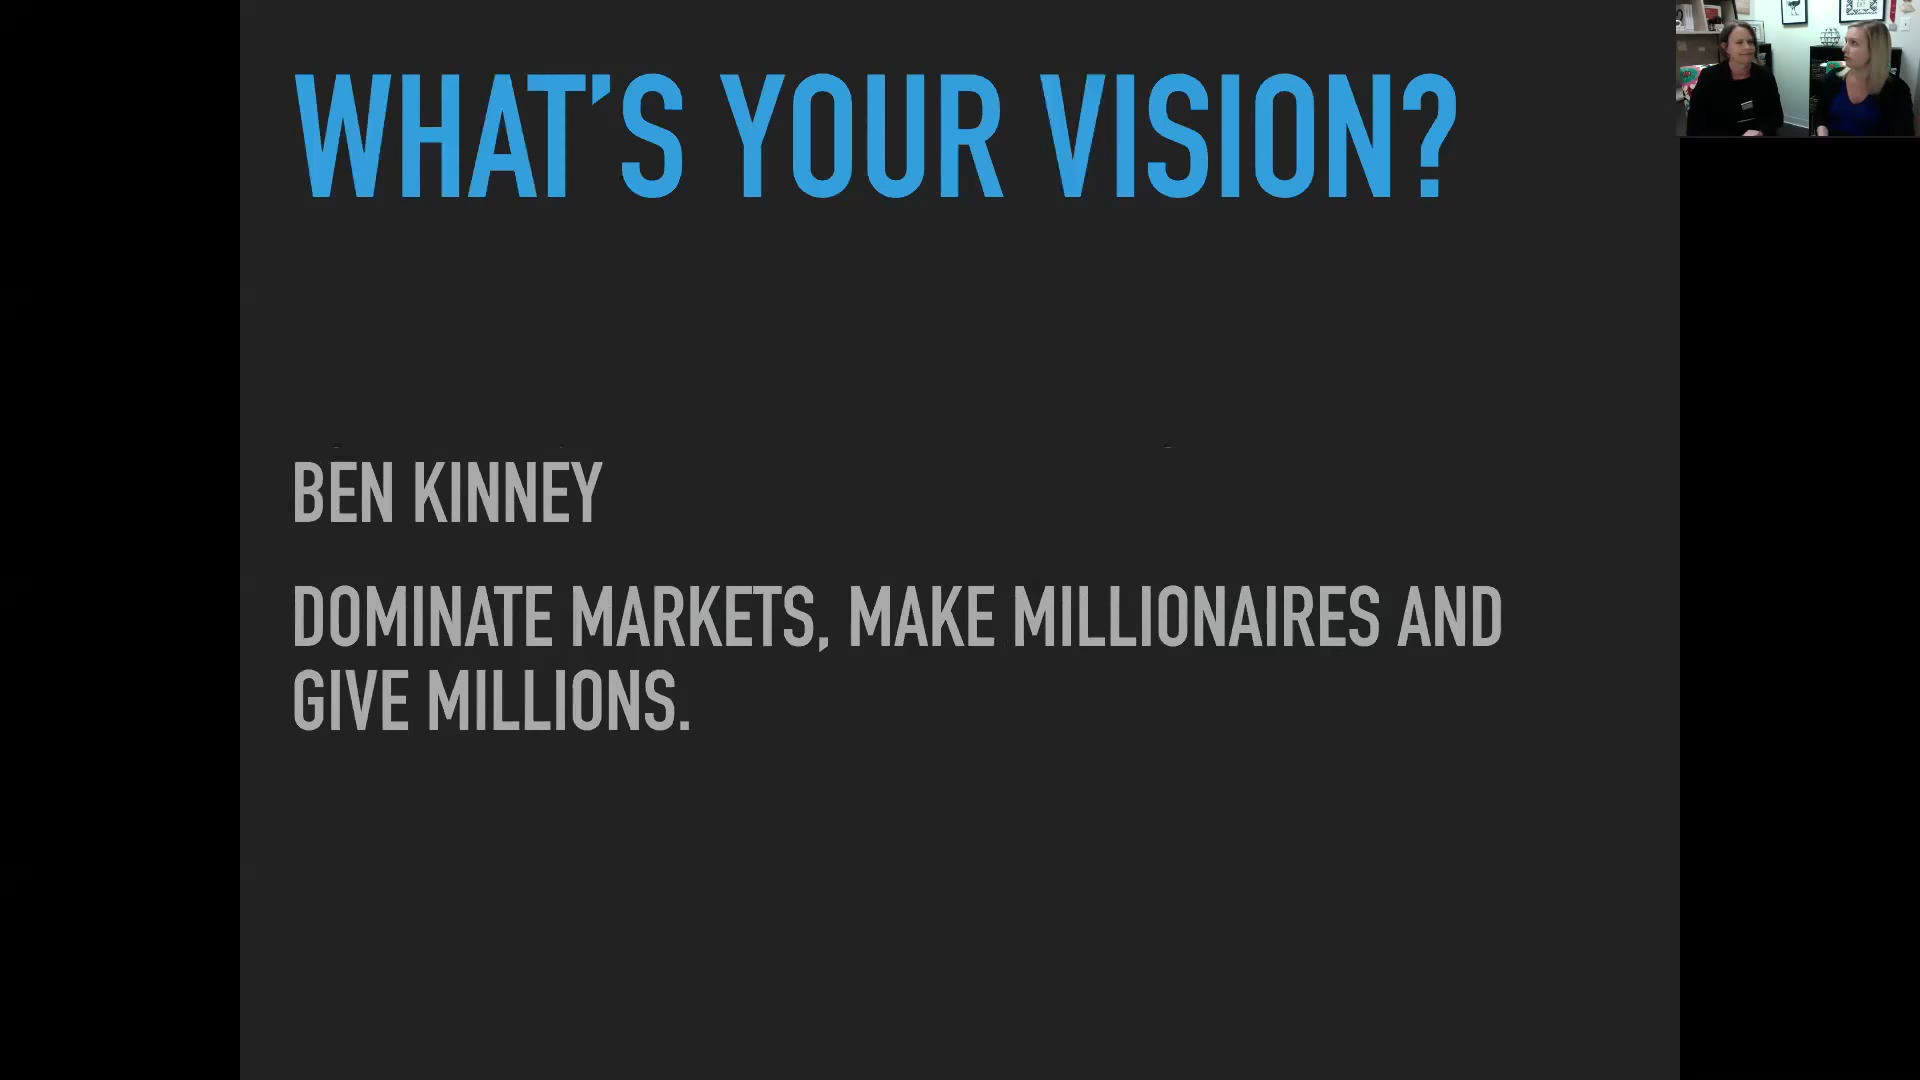 WHAT'S YOUR VISION?
BEN KINNEY
DOMINATE MARKETS, MAKE MILLIONAIRES AND
GIVE MILLIONS.